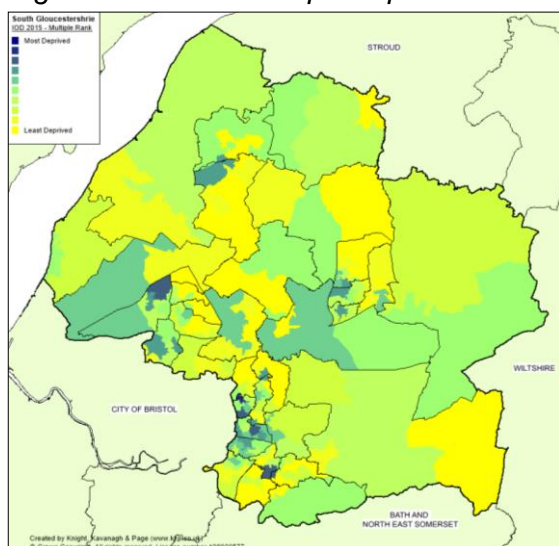 South Gloucestershrie
IOD 2015 - Multiple Rank
Most Deprived
Least Deprived
STROUD
WILTSHIRE
CITY OF BRISTOL
BATH AND
NORTH EAST SOMERSET
Created by Knight, Kavanagh & Page (www.kkp.co.uk)